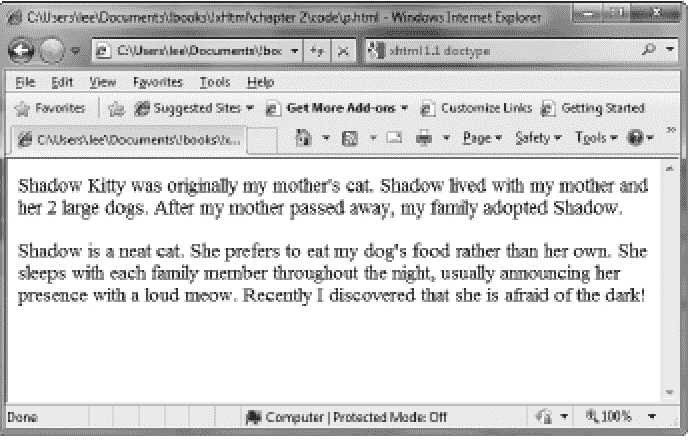 C:\Users\lee\Documents\!books\!xHtml\chapter 2\code\p.html - Windows Internet Explorer
C:\Users\lee\Documents\!boo
xhtml 1.1 doctype
File Edit View Favorites Tools Help
Favorites Suggested Sites Get More Add-ons Customize Links Getting Started
C:\Users\lee\Documents\!books\!x... Page Safety Tools
Shadow Kitty was originally my mother's cat. Shadow lived with my mother and
her 2 large dogs. After my mother passed away, my family adopted Shadow.
Shadow is a neat cat. She prefers to eat my dog's food rather than her own. She
sleeps with each family member throughout the night, usually announcing her
presence with a loud meow. Recently I discovered that she is afraid of the dark!
Done Computer | Protected Mode: Off 100%